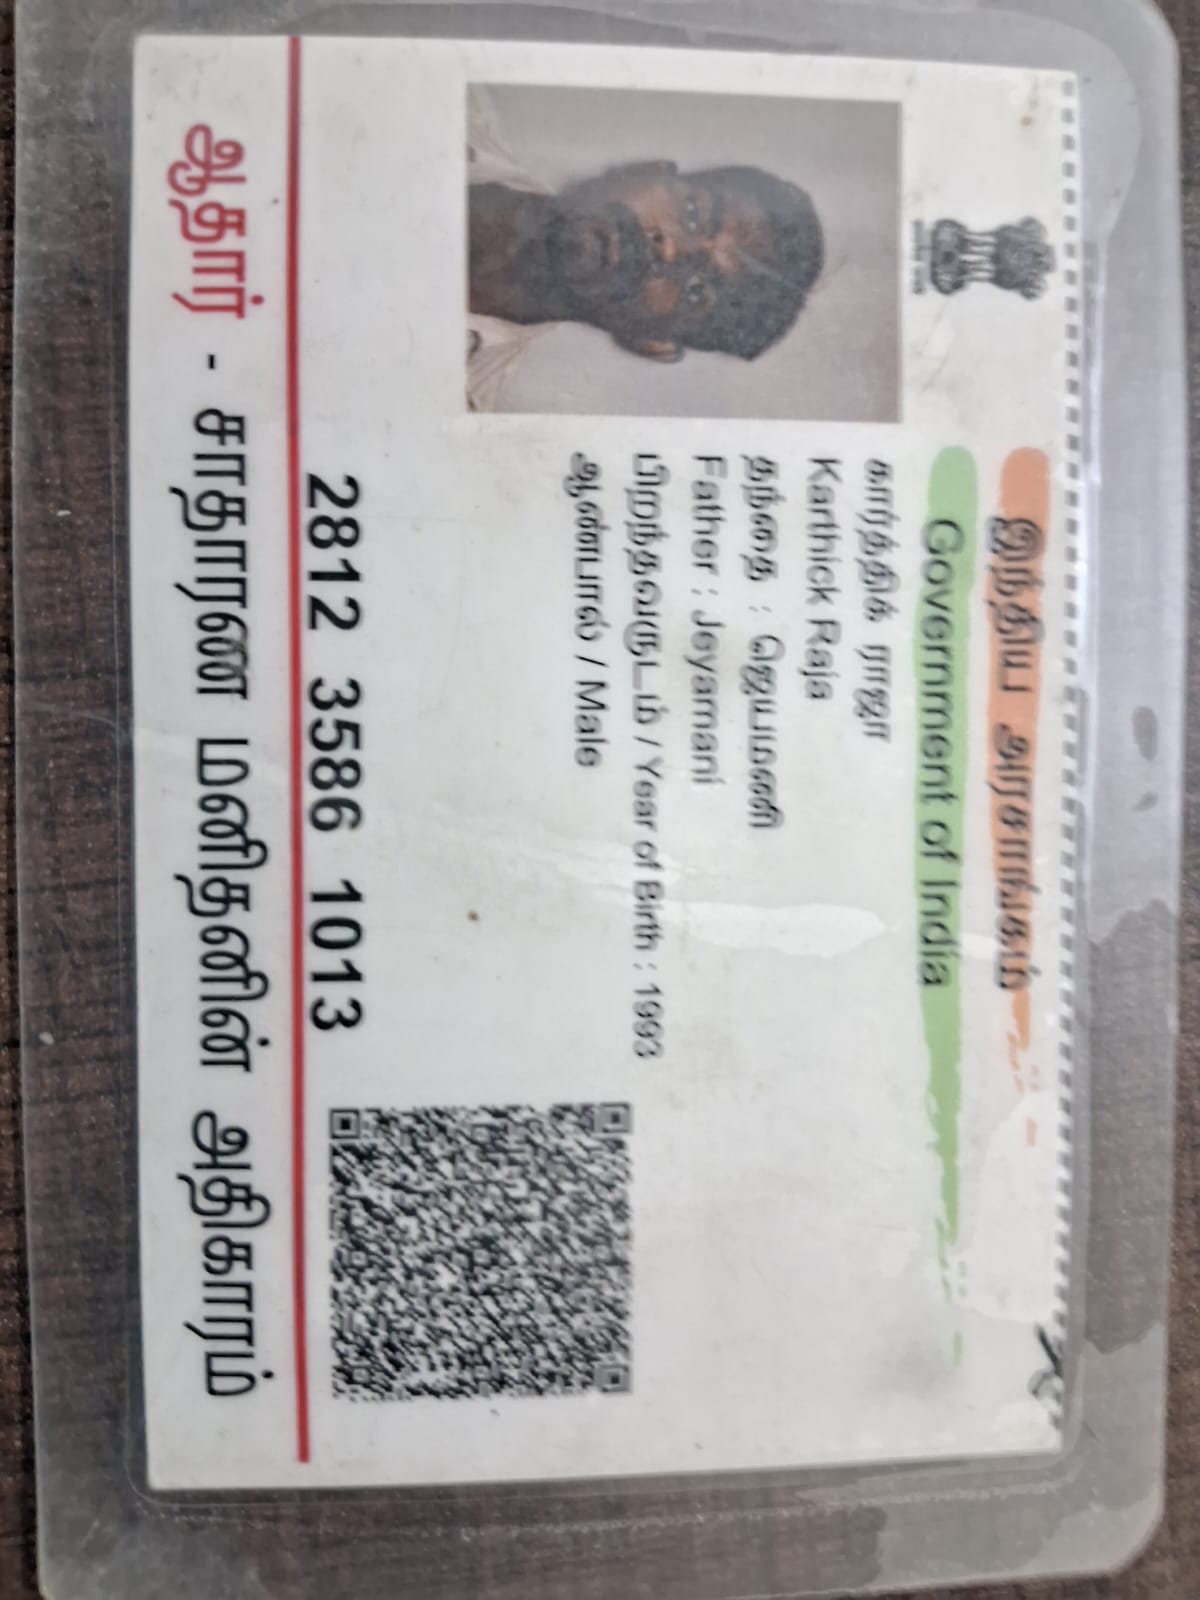 இந்திய அரசாங்கம்
Government of India
கார்த்திக் ராஜா
Karthick Raja
தந்தை : ஜெயமணி
Father : Jeyamani
பிறந்தவருடம் / Year of Birth : 1993
ஆண்பால் / Male
2812 3586 1013
ஆதார் - சாதாரண மனிதனின் அதிகாரம்